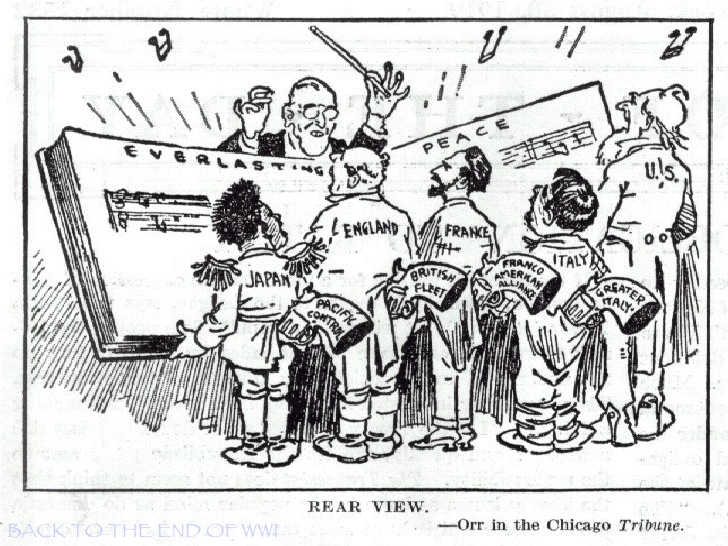 EVERLASTING
PEACE
U.S.
ENGLAND
FRANCE
ITALY
JAPAN
PACIFIC
CONTROL
BRITISH
FLEET
FRANCO
AMERICAN
ALLIANCE
GREATER
ITALY
REAR VIEW.
—Orr in the Chicago Tribune.
BACK TO THE END OF WWI